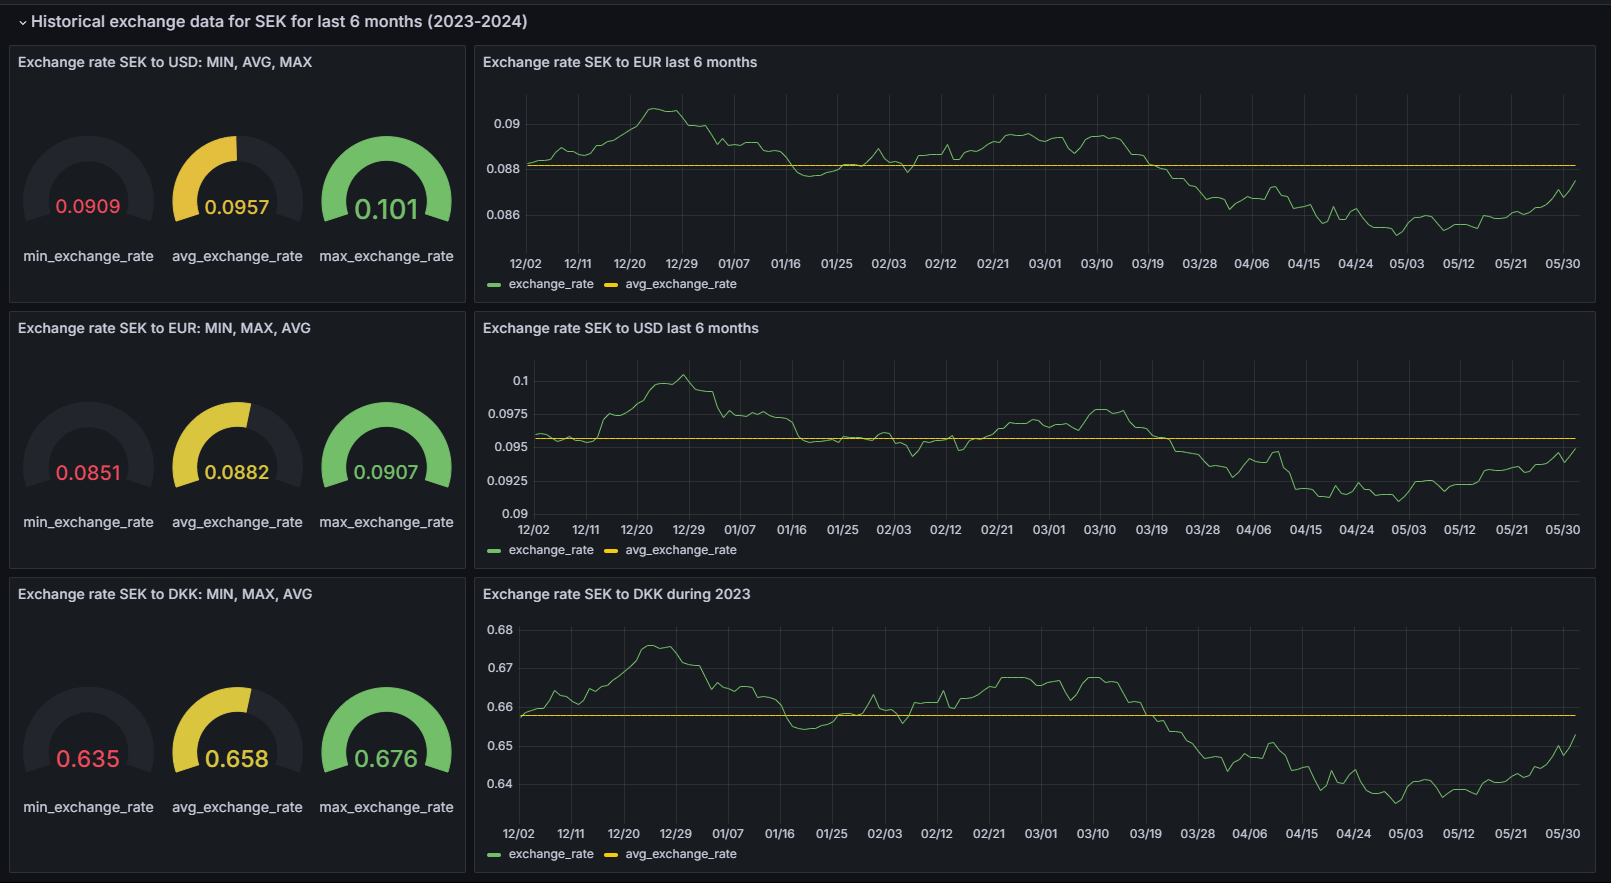 Historical exchange data for SEK for last 6 months (2023-2024)
Exchange rate SEK to USD: MIN, AVG, MAX
0.0909 0.0957 0.101
min_exchange_rate avg_exchange_rate max_exchange_rate
Exchange rate SEK to EUR last 6 months
0.09
0.088
0.086
12/02 12/11 12/20 12/29 01/07 01/16 01/25 02/03 02/12 02/21 03/01 03/10 03/19 03/28 04/06 04/15 04/24 05/03 05/12 05/21 05/30
exchange_rate avg_exchange_rate
Exchange rate SEK to EUR: MIN, MAX, AVG
0.0851 0.0882 0.0907
min_exchange_rate avg_exchange_rate max_exchange_rate
Exchange rate SEK to USD last 6 months
0.1
0.0975
0.095
0.0925
0.09
12/02 12/11 12/20 12/29 01/07 01/16 01/25 02/03 02/12 02/21 03/01 03/10 03/19 03/28 04/06 04/15 04/24 05/03 05/12 05/21 05/30
exchange_rate avg_exchange_rate
Exchange rate SEK to DKK: MIN, MAX, AVG
0.635 0.658 0.676
min_exchange_rate avg_exchange_rate max_exchange_rate
Exchange rate SEK to DKK during 2023
0.68
0.67
0.66
0.65
0.64
12/02 12/11 12/20 12/29 01/07 01/16 01/25 02/03 02/12 02/21 03/01 03/10 03/19 03/28 04/06 04/15 04/24 05/03 05/12 05/21 05/30
exchange_rate avg_exchange_rate